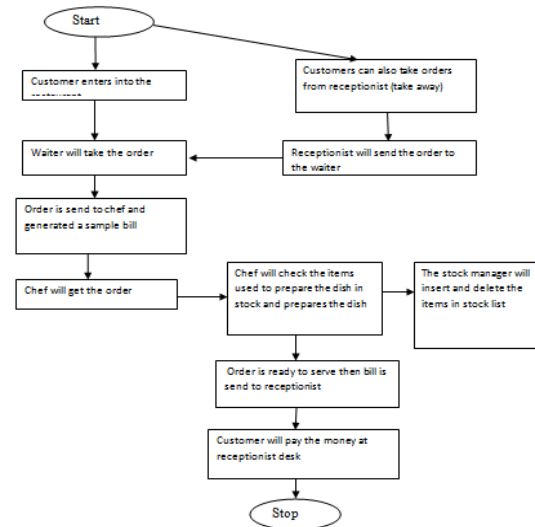 Start
Customer enters into the
Customers can also take orders
from receptionist (take away)
Waiter will take the order
Receptionist will send the order to
the waiter
Order is send to chef and
generated a sample bill
Chef will get the order
Chef will check the items
used to prepare the dish in
stock and prepares the dish
The stock manager will
insert and delete the
items in stock list
Order is ready to serve then bill is
send to receptionist
Customer will pay the money at
receptionist desk
Stop